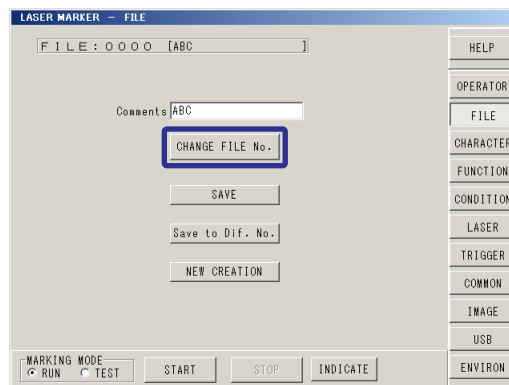 LASER MARKER － FILE
ＦＩＬＥ：００００ [ABC ]
HELP
OPERATOR
Comments ABC
FILE
CHANGE FILE No.
CHARACTER
FUNCTION
SAVE
CONDITION
Save to Dif. No.
LASER
TRIGGER
NEW CREATION
COMMON
IMAGE
USB
MARKING MODE
RUN TEST
START STOP INDICATE
ENVIRON